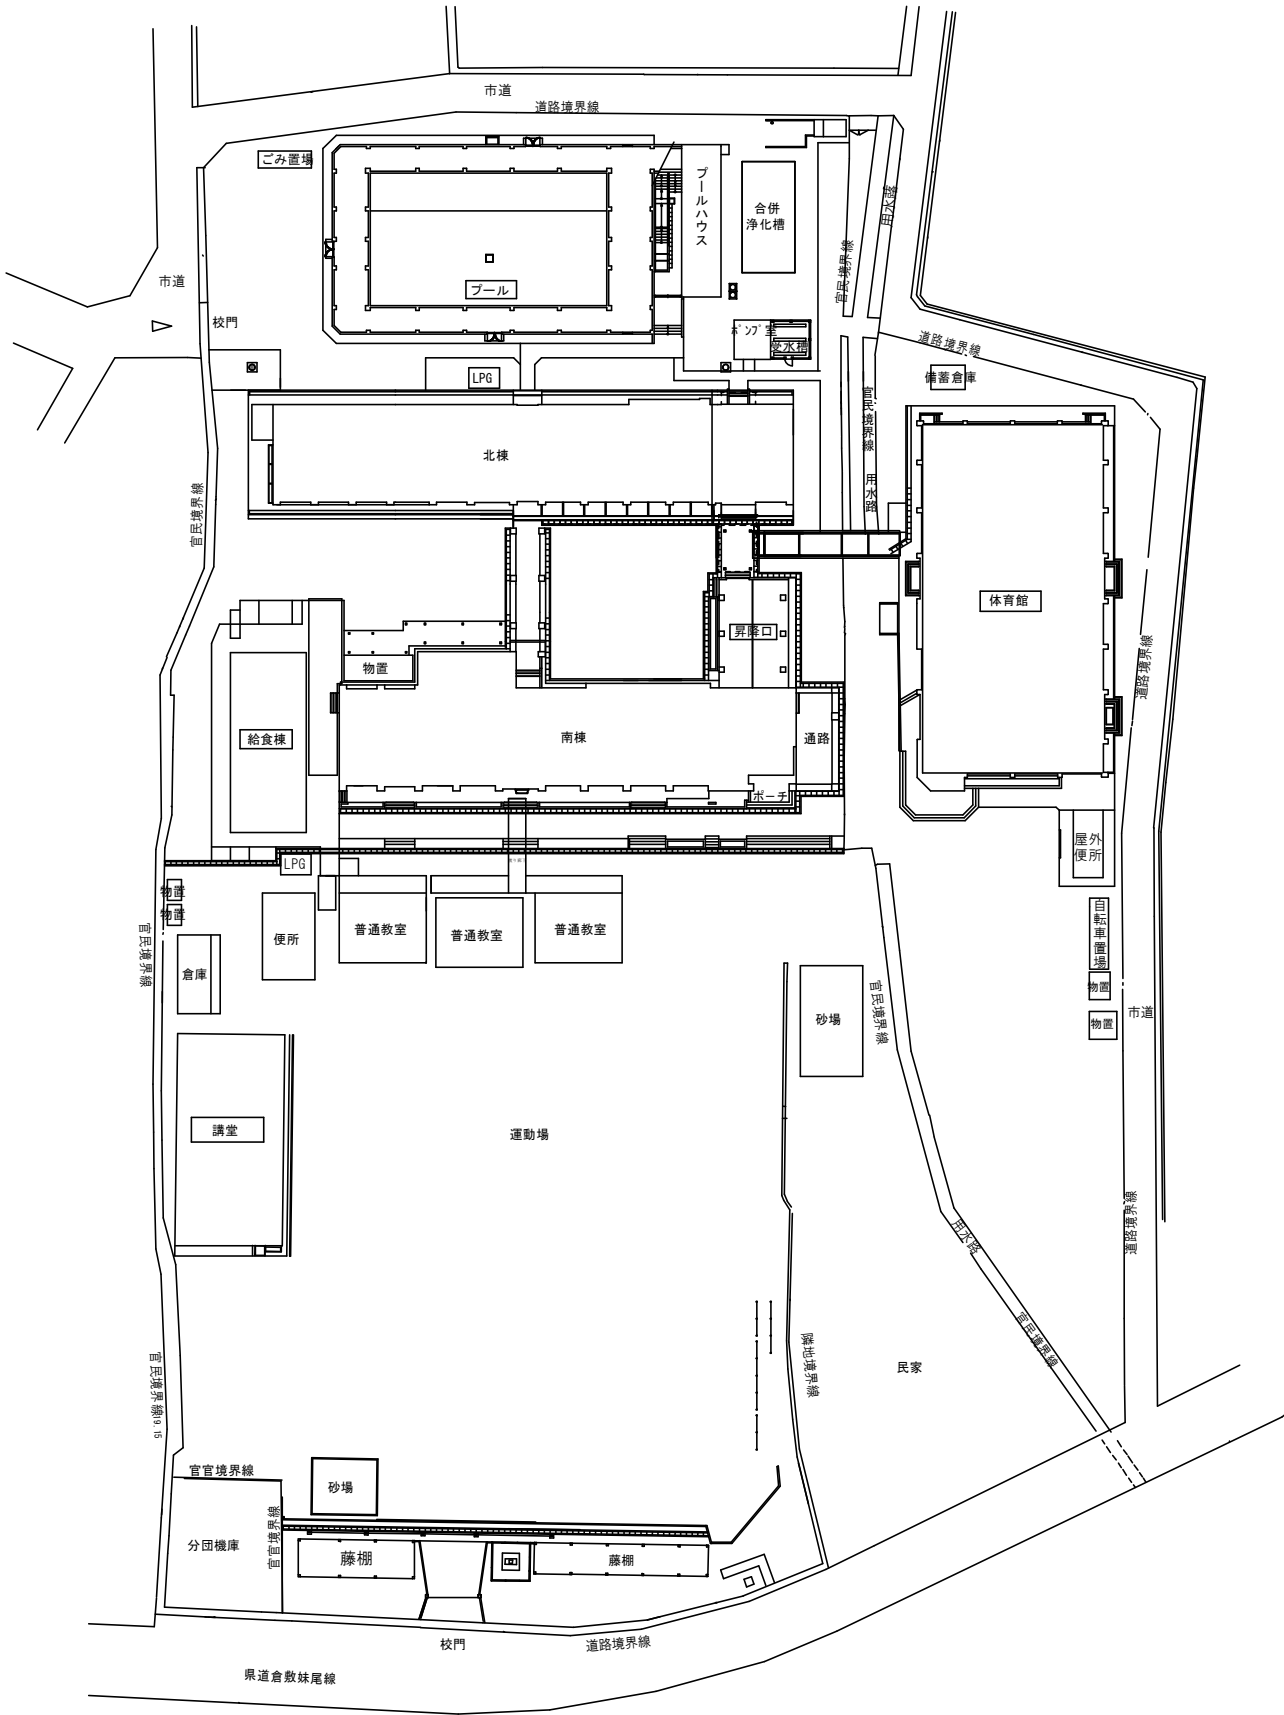 市道
道路境界線
ごみ置場
プールハウス
合併
浄化槽
用水路
官民境界線
市道
プール
校門
ポンプ室
受水槽
道路境界線
LPG
備蓄倉庫
官民境界線
北棟
用水路
官民境界線
体育館
昇降口
道路境界線
物置
給食棟
南棟
通路
ポーチ
屋外
便所
LPG
物置
物置
自転車置場
普通教室
普通教室
普通教室
便所
官民境界線
倉庫
物置
官民境界線
市道
砂場
物置
講堂
運動場
道路境界線
用水路
官民境界線
隣地境界線
民家
官民境界線
19.15
官官境界線
砂場
官官境界線
分団機庫
藤棚
藤棚
校門
道路境界線
県道倉敷妹尾線